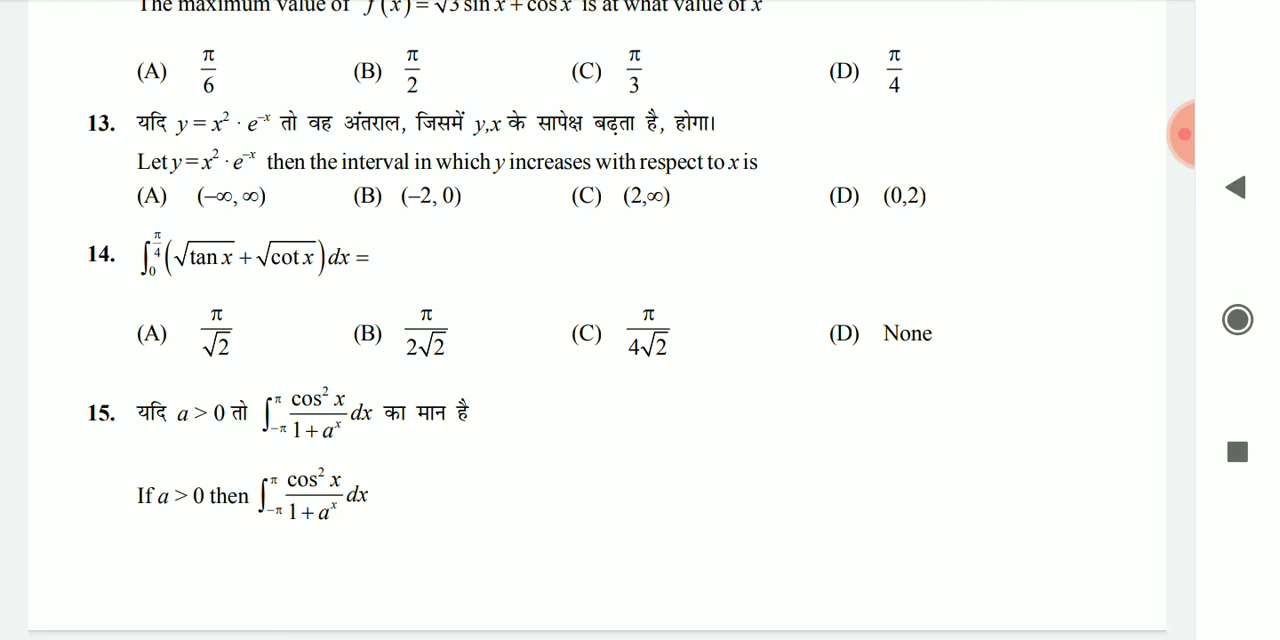 The maximum value of f(x) = √3 sin x + cos x is at what value of x
(A) π/6 (B) π/2 (C) π/3 (D) π/4
13. यदि y = x² · e⁻ˣ तो वह अंतराल, जिसमें y,x के सापेक्ष बढ़ता है, होगा।
Let y = x² · e⁻ˣ then the interval in which y increases with respect to x is
(A) (–∞, ∞) (B) (–2, 0) (C) (2,∞) (D) (0,2)
14. ∫₀^(π/4) (√(tan x) + √(cot x)) dx =
(A) π/√2 (B) π/(2√2) (C) π/(4√2) (D) None
15. यदि a > 0 तो ∫_(-π)^π (cos² x)/(1 + aˣ) dx का मान है
If a > 0 then ∫_(-π)^π (cos² x)/(1 + aˣ) dx